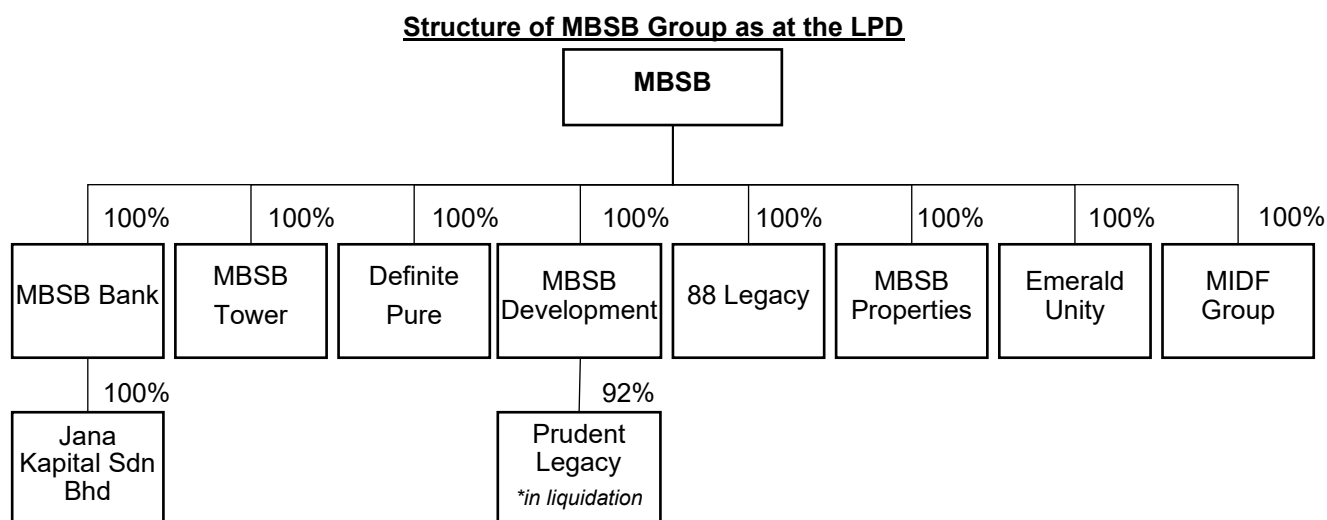 Structure of MBSB Group as at the LPD
MBSB
100%
100%
100%
100%
100%
100%
100%
100%
MBSB Bank
MBSB
Tower
Definite
Pure
MBSB
Development
88 Legacy
MBSB
Properties
Emerald
Unity
MIDF
Group
100%
92%
Jana
Kapital Sdn
Bhd
Prudent
Legacy
*in liquidation